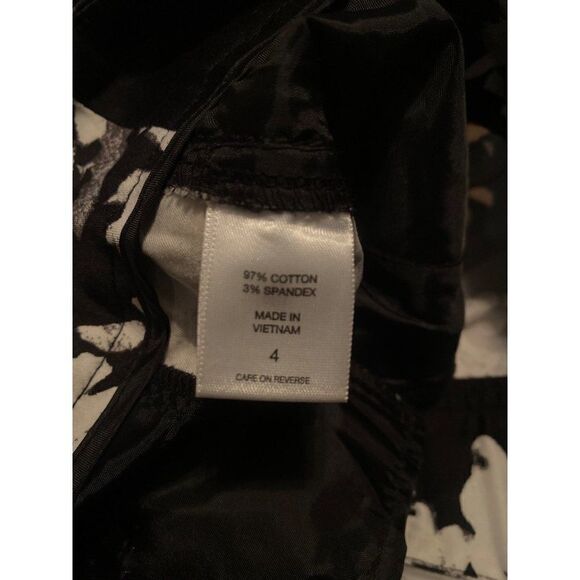 97% COTTON
3% SPANDEX
MADE IN
VIETNAM
4
CARE ON REVERSE